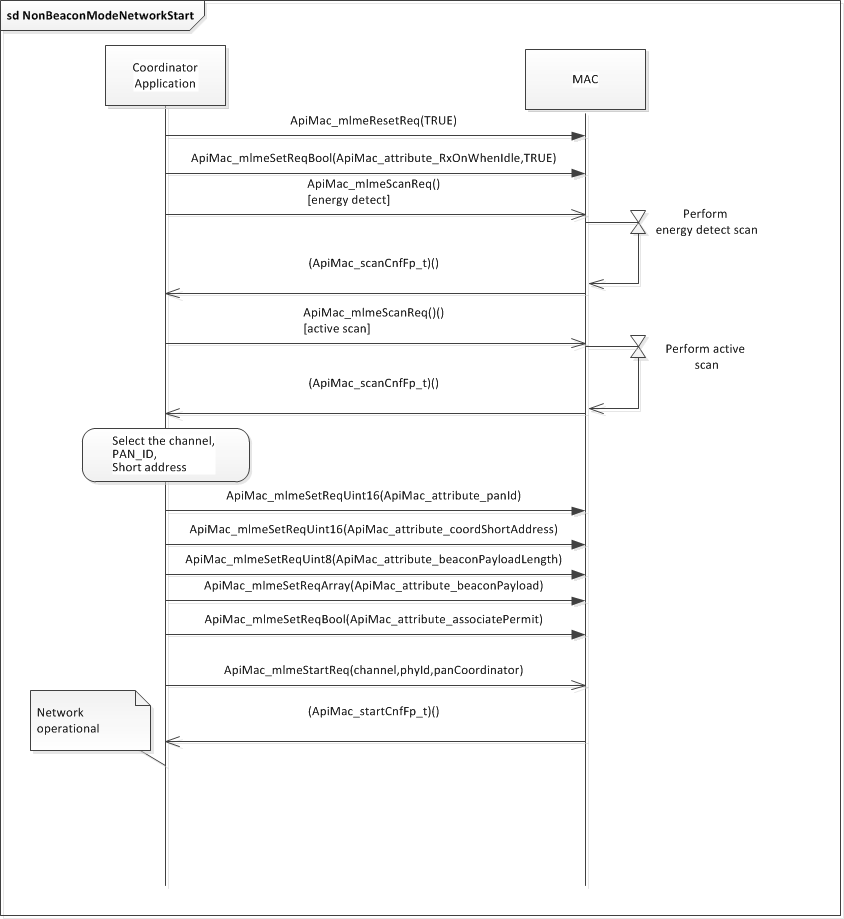 sd NonBeaconModeNetworkStart
Coordinator
Application
MAC
ApiMac_mlmeResetReq(TRUE)
ApiMac_mlmeSetReqBool(ApiMac_attribute_RxOnWhenIdle,TRUE)
ApiMac_mlmeScanReq()
[energy detect]
Perform
energy detect scan
(ApiMac_scanCnfFp_t)()
ApiMac_mlmeScanReq()()
[active scan]
Perform active
scan
(ApiMac_scanCnfFp_t)()
Select the channel,
PAN_ID,
Short address
ApiMac_mlmeSetReqUint16(ApiMac_attribute_panId)
ApiMac_mlmeSetReqUint16(ApiMac_attribute_coordShortAddress)
ApiMac_mlmeSetReqUint8(ApiMac_attribute_beaconPayloadLength)
ApiMac_mlmeSetReqArray(ApiMac_attribute_beaconPayload)
ApiMac_mlmeSetReqBool(ApiMac_attribute_associatePermit)
ApiMac_mlmeStartReq(channel,phyId,panCoordinator)
Network
operational
(ApiMac_startCnfFp_t)()